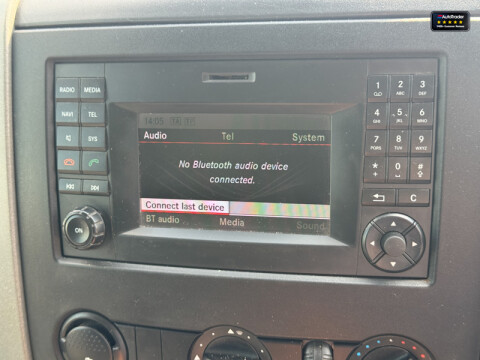 AutoTrader
RADIO MEDIA
NAVI TEL
SYS
ON
14:05
Audio Tel System
No Bluetooth audio device
connected.
Connect last device
BT audio Media Sound
1 2 ABC 3 DEF
4 GHI 5 JKL 6 MNO
7 PQRS 8 TUV 9 WXYZ
* 0 #
C